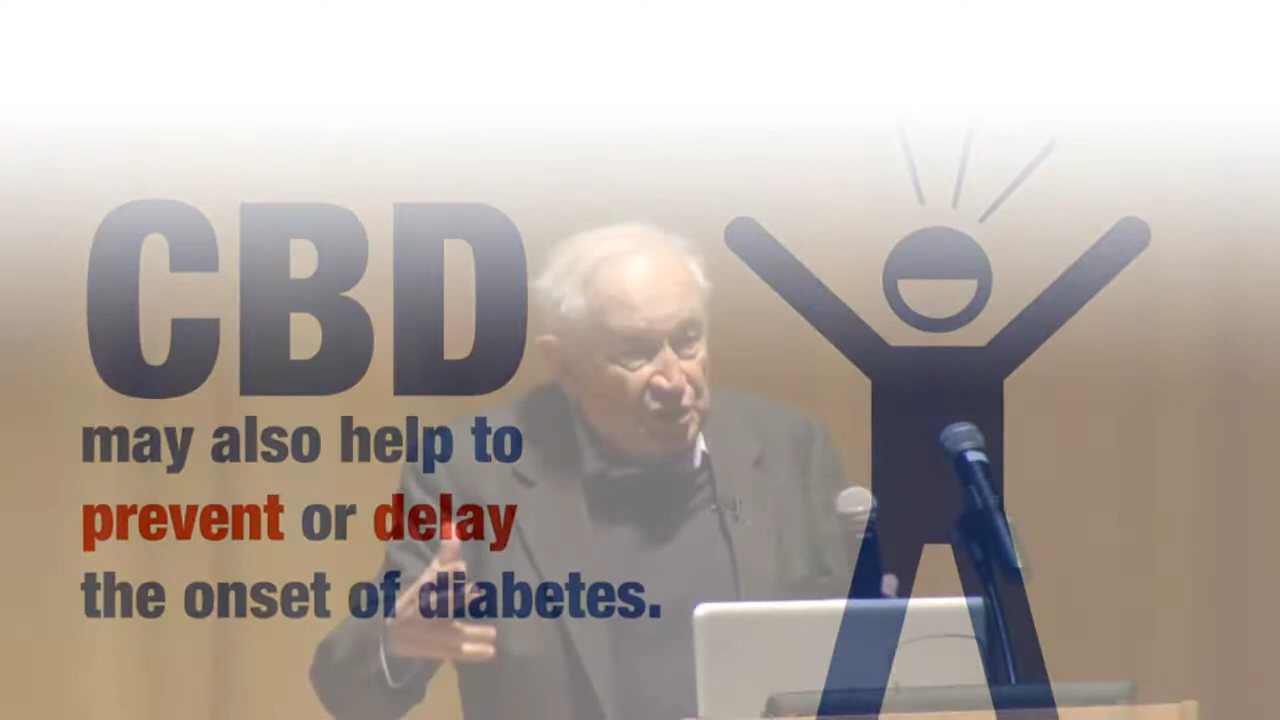 CBD
may also help to
prevent or delay
the onset of diabetes.